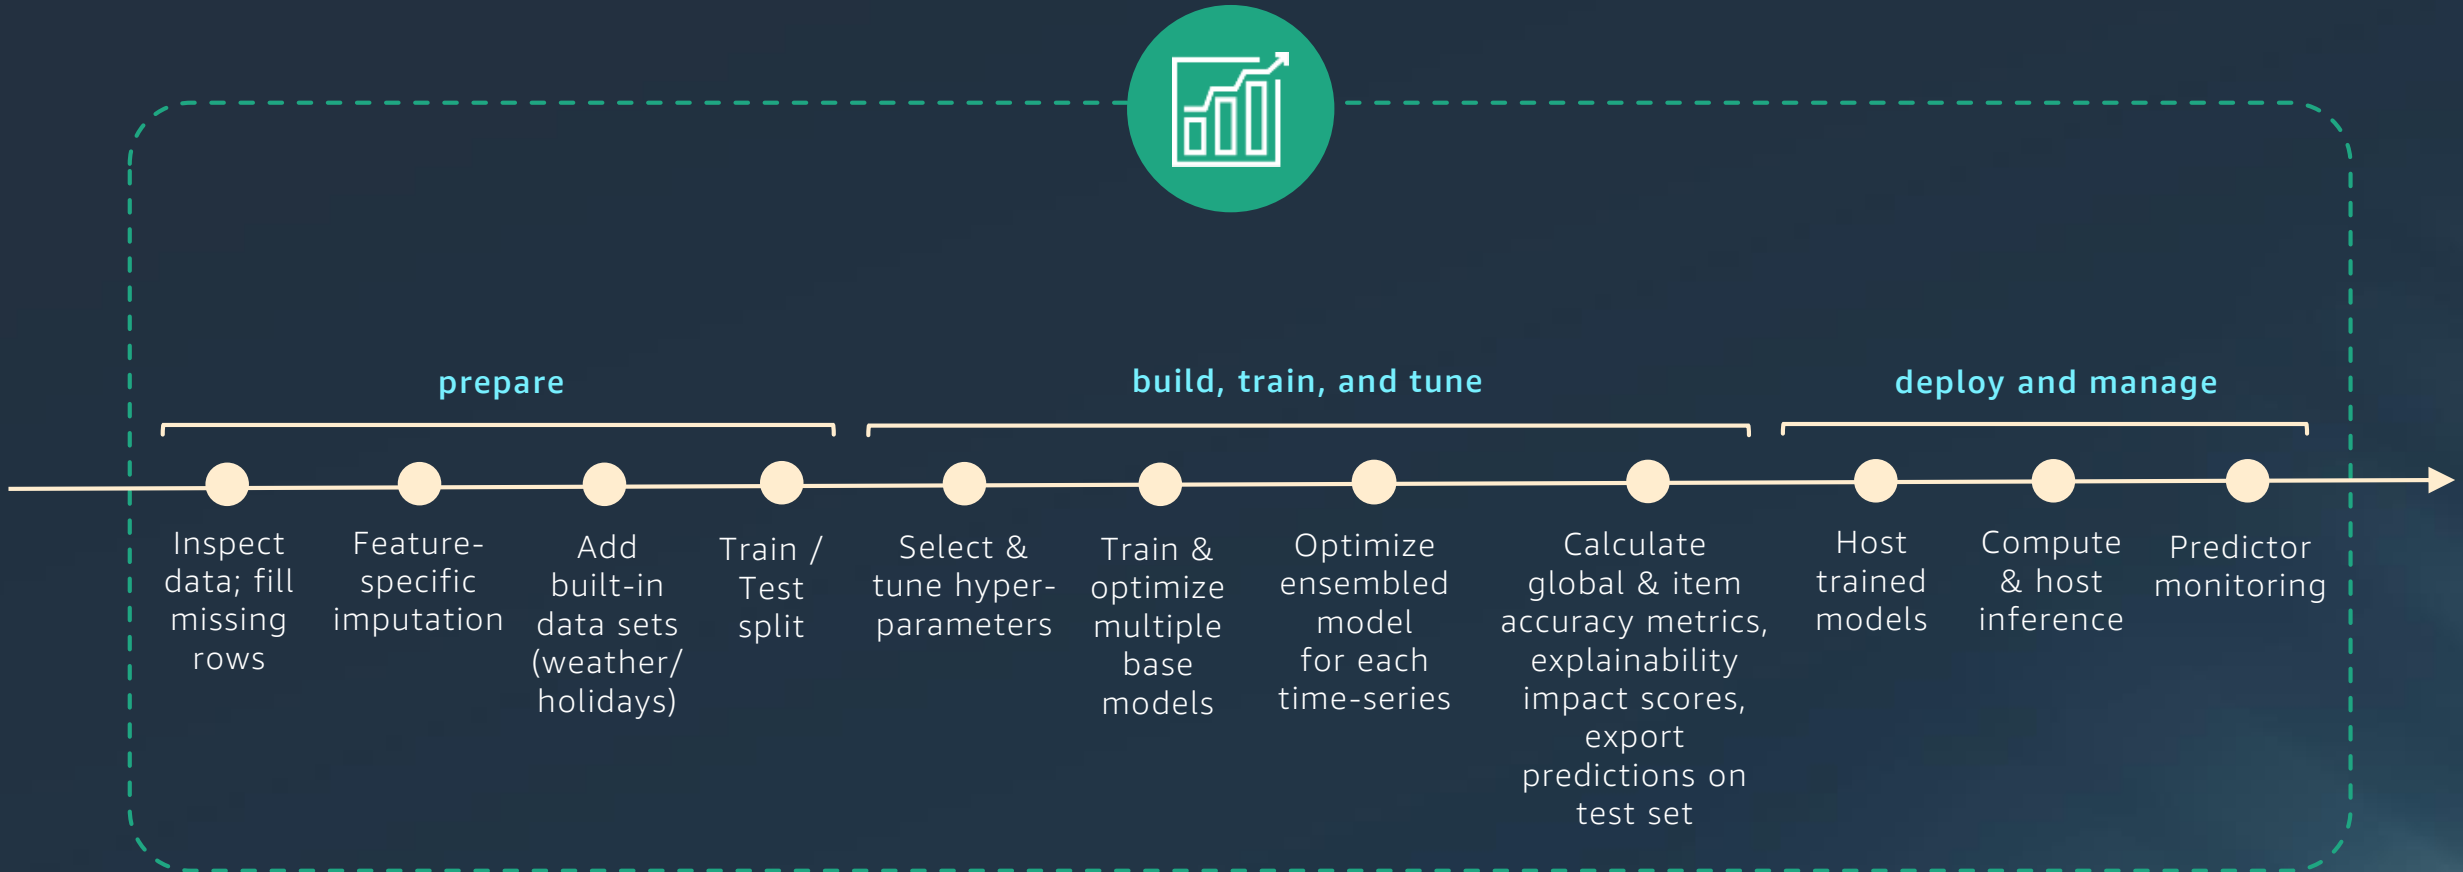 prepare
build, train, and tune
deploy and manage
Inspect
data; fill
missing
rows
Feature-
specific
imputation
Add
built-in
data sets
(weather/
holidays)
Train /
Test
split
Select &
tune hyper-
parameters
Train &
optimize
multiple
base
models
Optimize
ensembled
model
for each
time-series
Calculate
global & item
accuracy metrics,
explainability
impact scores,
export
predictions on
test set
Host
trained
models
Compute
& host
inference
Predictor
monitoring